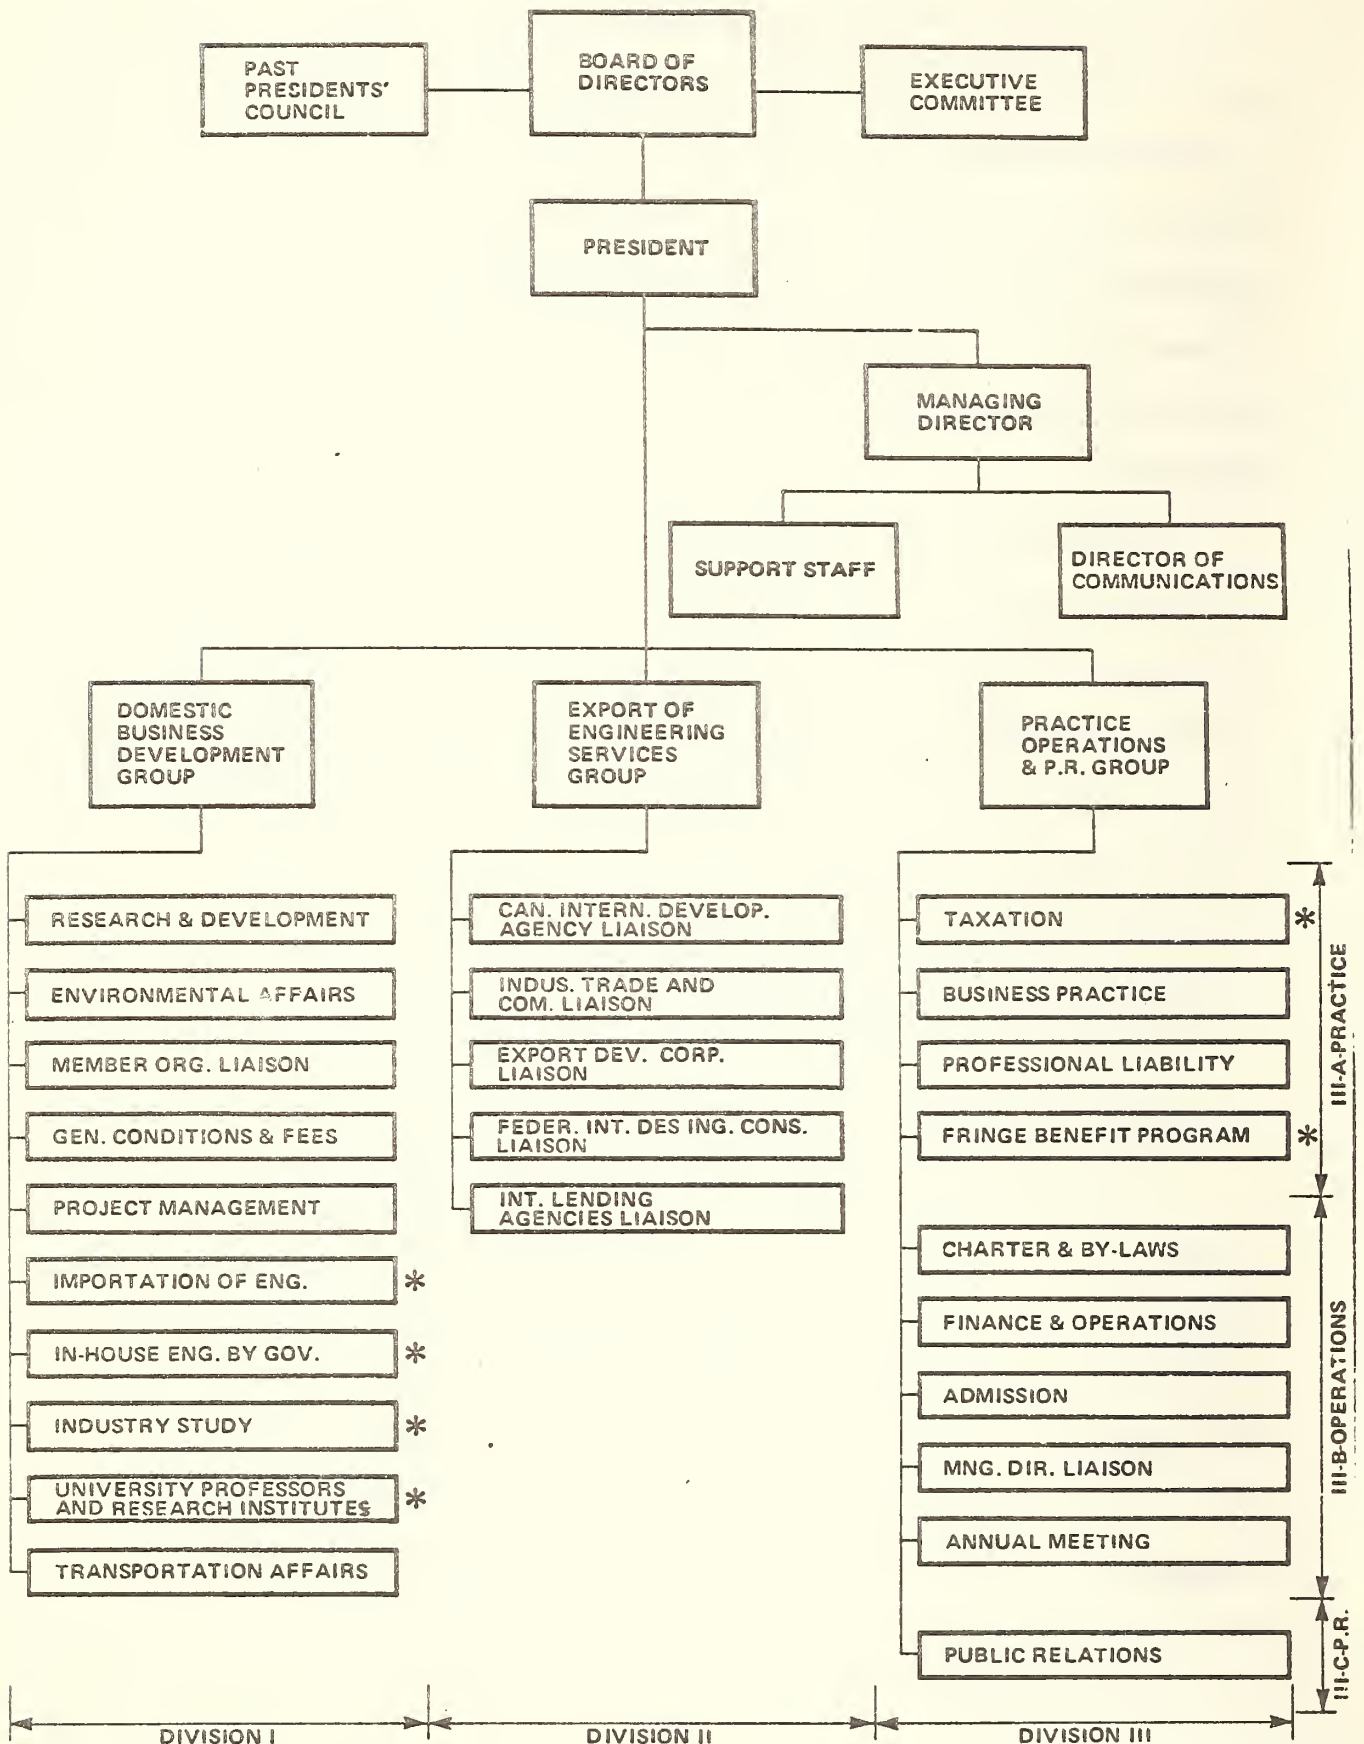 PAST
PRESIDENTS'
COUNCIL
BOARD OF
DIRECTORS
EXECUTIVE
COMMITTEE
PRESIDENT
MANAGING
DIRECTOR
SUPPORT STAFF
DIRECTOR OF
COMMUNICATIONS
DOMESTIC
BUSINESS
DEVELOPMENT
GROUP
EXPORT OF
ENGINEERING
SERVICES
GROUP
PRACTICE
OPERATIONS
& P.R. GROUP
RESEARCH & DEVELOPMENT
ENVIRONMENTAL AFFAIRS
MEMBER ORG. LIAISON
GEN. CONDITIONS & FEES
PROJECT MANAGEMENT
IMPORTATION OF ENG. *
IN-HOUSE ENG. BY GOV. *
INDUSTRY STUDY *
UNIVERSITY PROFESSORS
AND RESEARCH INSTITUTES *
TRANSPORTATION AFFAIRS
CAN. INTERN. DEVELOP.
AGENCY LIAISON
INDUS. TRADE AND
COM. LIAISON
EXPORT DEV. CORP.
LIAISON
FEDER. INT. DES ING. CONS.
LIAISON
INT. LENDING
AGENCIES LIAISON
TAXATION *
BUSINESS PRACTICE
PROFESSIONAL LIABILITY
FRINGE BENEFIT PROGRAM *
CHARTER & BY-LAWS
FINANCE & OPERATIONS
ADMISSION
MNG. DIR. LIAISON
ANNUAL MEETING
PUBLIC RELATIONS
III-A-PRACTICE
III-B-OPERATIONS
III-C-P.R.
DIVISION I
DIVISION II
DIVISION III